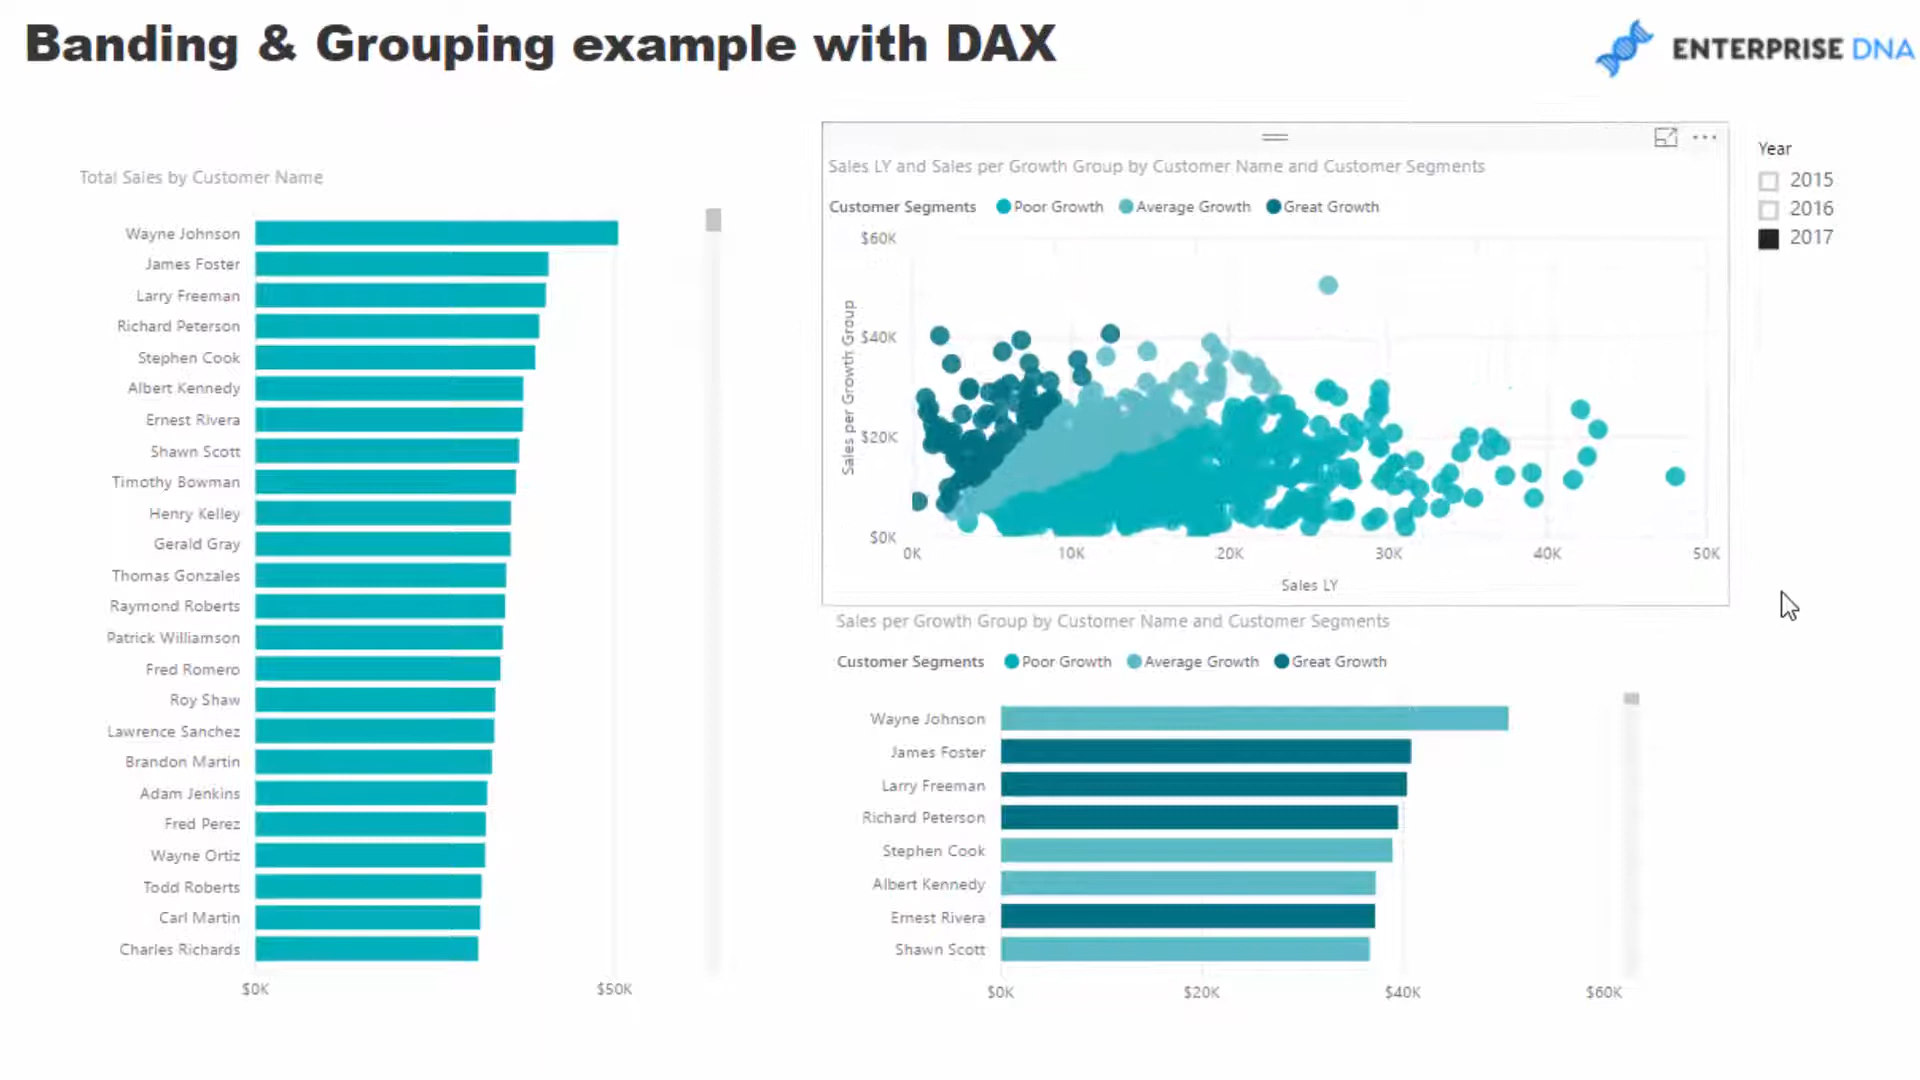 Banding & Grouping example with DAX
ENTERPRISE DNA
Total Sales by Customer Name
Wayne Johnson
James Foster
Larry Freeman
Richard Peterson
Stephen Cook
Albert Kennedy
Ernest Rivera
Shawn Scott
Timothy Bowman
Henry Kelley
Gerald Gray
Thomas Gonzales
Raymond Roberts
Patrick Williamson
Fred Romero
Roy Shaw
Lawrence Sanchez
Brandon Martin
Adam Jenkins
Fred Perez
Wayne Ortiz
Todd Roberts
Carl Martin
Charles Richards
$0K $50K
Sales LY and Sales per Growth Group by Customer Name and Customer Segments
Customer Segments Poor Growth Average Growth Great Growth
Sales per Growth Group
$60K
$40K
$20K
$0K
0K 10K 20K 30K 40K 50K
Sales LY
Year
2015
2016
2017
Sales per Growth Group by Customer Name and Customer Segments
Customer Segments Poor Growth Average Growth Great Growth
Wayne Johnson
James Foster
Larry Freeman
Richard Peterson
Stephen Cook
Albert Kennedy
Ernest Rivera
Shawn Scott
$0K $20K $40K $60K